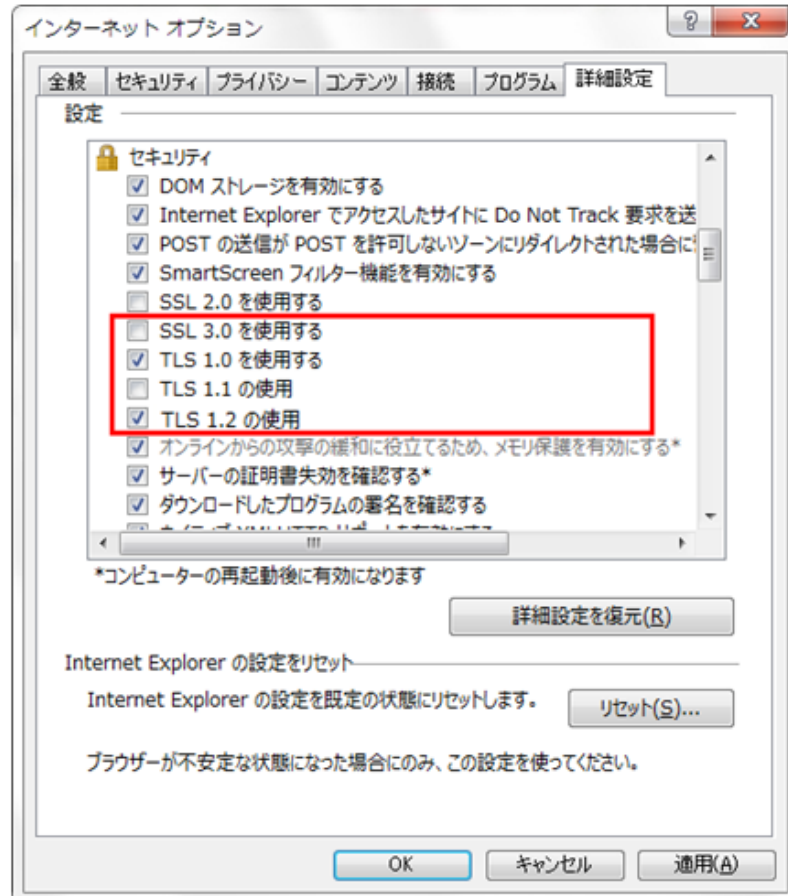 インターネット オプション
全般 セキュリティ プライバシー コンテンツ 接続 プログラム 詳細設定
設定
セキュリティ
DOM ストレージを有効にする
Internet Explorer でアクセスしたサイトに Do Not Track 要求を送
POST の送信が POST を許可しないゾーンにリダイレクトされた場合に
SmartScreen フィルター機能を有効にする
SSL 2.0 を使用する
SSL 3.0 を使用する
TLS 1.0 を使用する
TLS 1.1 の使用
TLS 1.2 の使用
オンラインからの攻撃の緩和に役立てるため、メモリ保護を有効にする*
サーバーの証明書失効を確認する*
ダウンロードしたプログラムの署名を確認する
*コンピューターの再起動後に有効になります
詳細設定を復元(R)
Internet Explorer の設定をリセット
Internet Explorer の設定を既定の状態にリセットします。
リセット(S)...
ブラウザーが不安定な状態になった場合にのみ、この設定を使ってください。
OK キャンセル 適用(A)